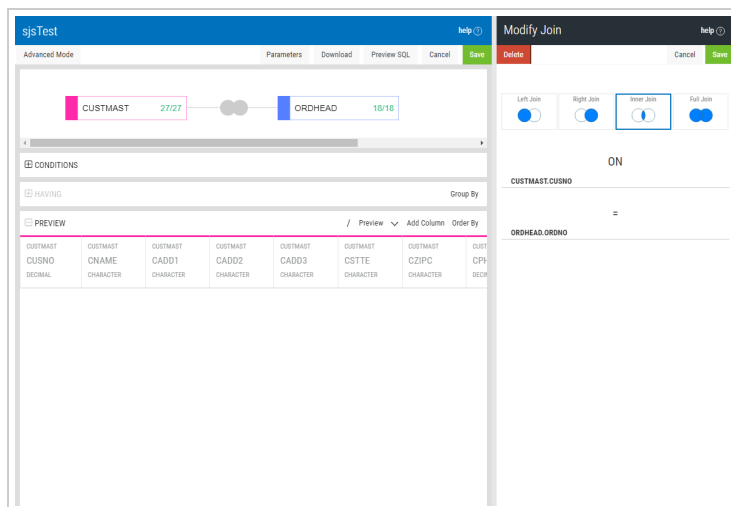 sjsTest help ?
Advanced Mode Parameters Download Preview SQL Cancel Save
CUSTMAST 27/27 ORDHEAD 18/18
CONDITIONS
HAVING Group By
PREVIEW / Preview Add Column Order By
CUSTMAST CUSTMAST CUSTMAST CUSTMAST CUSTMAST CUSTMAST CUSTMAST CUST
CUSNO CNAME CADD1 CADD2 CADD3 CSTTE CZIPC CPH
DECIMAL CHARACTER CHARACTER CHARACTER CHARACTER CHARACTER CHARACTER DECIM
Modify Join help ?
Delete Cancel Save
Left Join Right Join Inner Join Full Join
ON
CUSTMAST.CUSNO
=
ORDHEAD.ORDNO